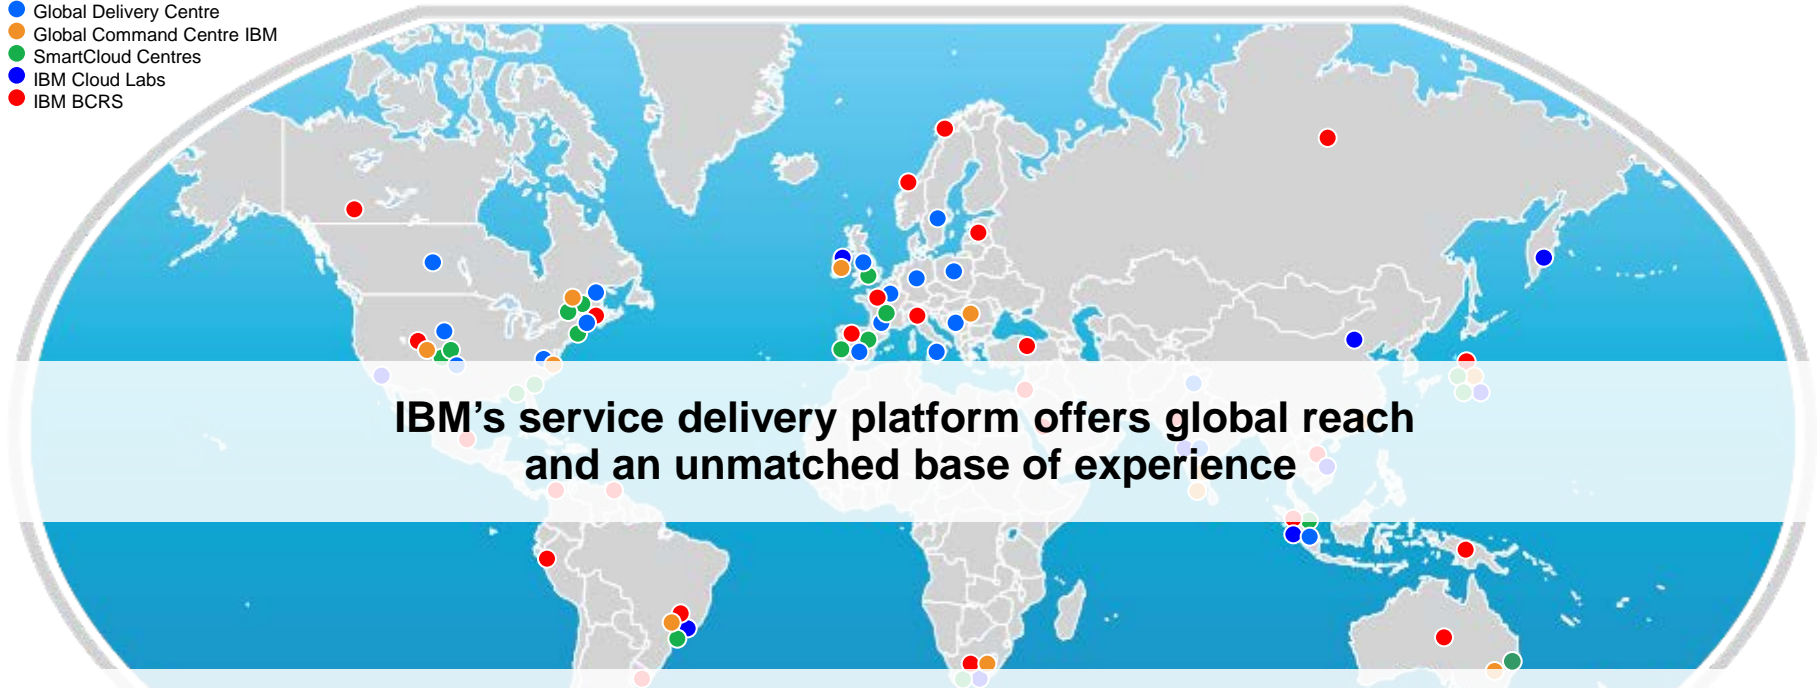 Global Delivery Centre
Global Command Centre IBM
SmartCloud Centres
IBM Cloud Labs
IBM BCRS
IBM’s service delivery platform offers global reach
and an unmatched base of experience